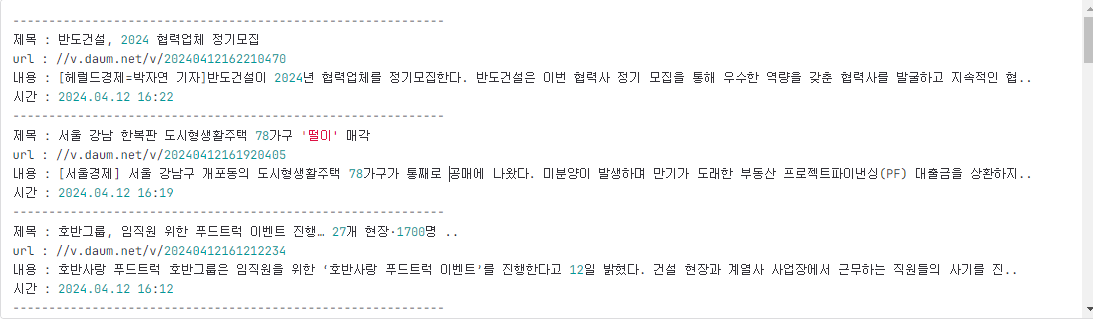 ------------------------------------------------------------
제목 : 반도건설, 2024 협력업체 정기모집
url : //v.daum.net/v/20240412162210470
내용 : [헤럴드경제=박자연 기자]반도건설이 2024년 협력업체를 정기모집한다. 반도건설은 이번 협력사 정기 모집을 통해 우수한 역량을 갖춘 협력사를 발굴하고 지속적인 협..
시간 : 2024.04.12 16:22
------------------------------------------------------------
제목 : 서울 강남 한복판 도시형생활주택 78가구 '떨이' 매각
url : //v.daum.net/v/20240412161920405
내용 : [서울경제] 서울 강남구 개포동의 도시형생활주택 78가구가 통째로 공매에 나왔다. 미분양이 발생하며 만기가 도래한 부동산 프로젝트파이낸싱(PF) 대출금을 상환하지..
시간 : 2024.04.12 16:19
------------------------------------------------------------
제목 : 호반그룹, 임직원 위한 푸드트럭 이벤트 진행… 27개 현장·1700명 ..
url : //v.daum.net/v/20240412161212234
내용 : 호반사랑 푸드트럭 호반그룹은 임직원을 위한 ‘호반사랑 푸드트럭 이벤트’를 진행한다고 12일 밝혔다. 건설 현장과 계열사 사업장에서 근무하는 직원들의 사기를 진..
시간 : 2024.04.12 16:12
------------------------------------------------------------